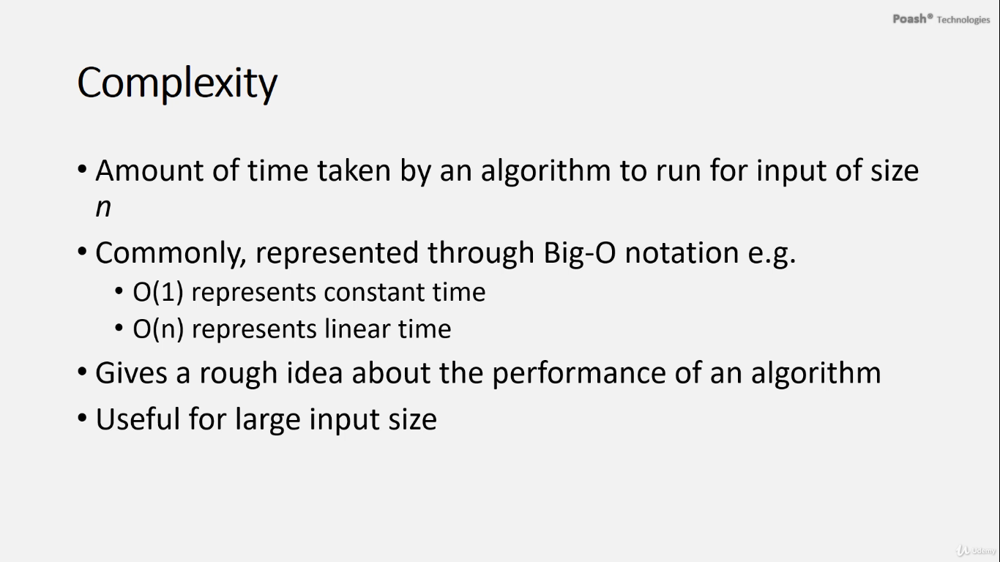 Poash® Technologies
Complexity
• Amount of time taken by an algorithm to run for input of size
n
• Commonly, represented through Big-O notation e.g.
• O(1) represents constant time
• O(n) represents linear time
• Gives a rough idea about the performance of an algorithm
• Useful for large input size
Udemy